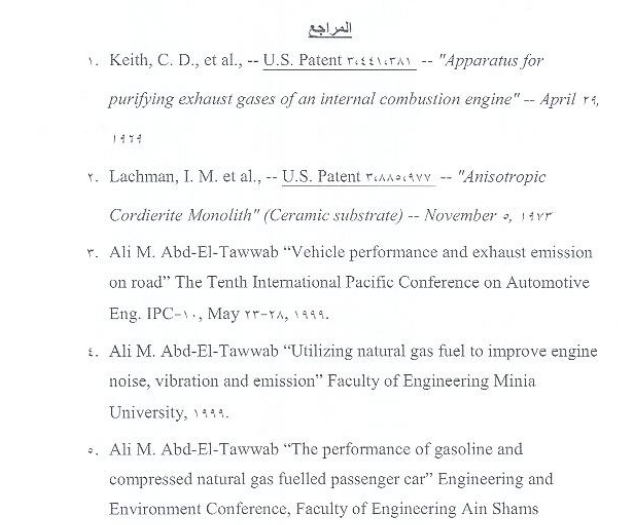 المراجع
١. Keith, C. D., et al., -- U.S. Patent ٣،٤٤١،٣٨١ -- "Apparatus for
purifying exhaust gases of an internal combustion engine" -- April ٢٩,
١٩٦٩
٢. Lachman, I. M. et al., -- U.S. Patent ٣،٨٨٥،٩٧٧ -- "Anisotropic
Cordierite Monolith" (Ceramic substrate) -- November ٥, ١٩٧٣
٣. Ali M. Abd-El-Tawwab “Vehicle performance and exhaust emission
on road” The Tenth International Pacific Conference on Automotive
Eng. IPC-١٠, May ٢٣-٢٨, ١٩٩٩.
٤. Ali M. Abd-El-Tawwab “Utilizing natural gas fuel to improve engine
noise, vibration and emission” Faculty of Engineering Minia
University, ١٩٩٩.
٥. Ali M. Abd-El-Tawwab “The performance of gasoline and
compressed natural gas fuelled passenger car” Engineering and
Environment Conference, Faculty of Engineering Ain Shams